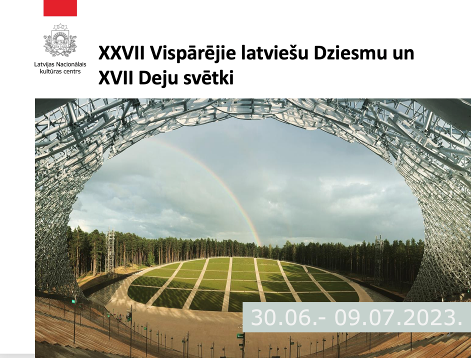 Latvijas Nacionālais
kultūras centrs
XXVII Vispārējie latviešu Dziesmu un
XVII Deju svētki
30.06.- 09.07.2023.